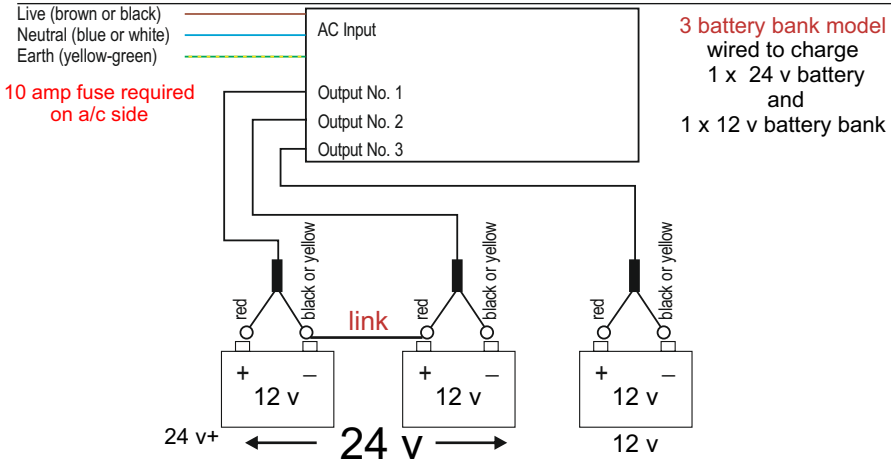 Live (brown or black)
Neutral (blue or white)
Earth (yellow-green)
10 amp fuse required
on a/c side
AC Input
Output No. 1
Output No. 2
Output No. 3
3 battery bank model
wired to charge
1 x 24 v battery
and
1 x 12 v battery bank
red
black or yellow
link
red
black or yellow
red
black or yellow
+ –
12 v
+ –
12 v
+ –
12 v
24 v+
24 v
12 v